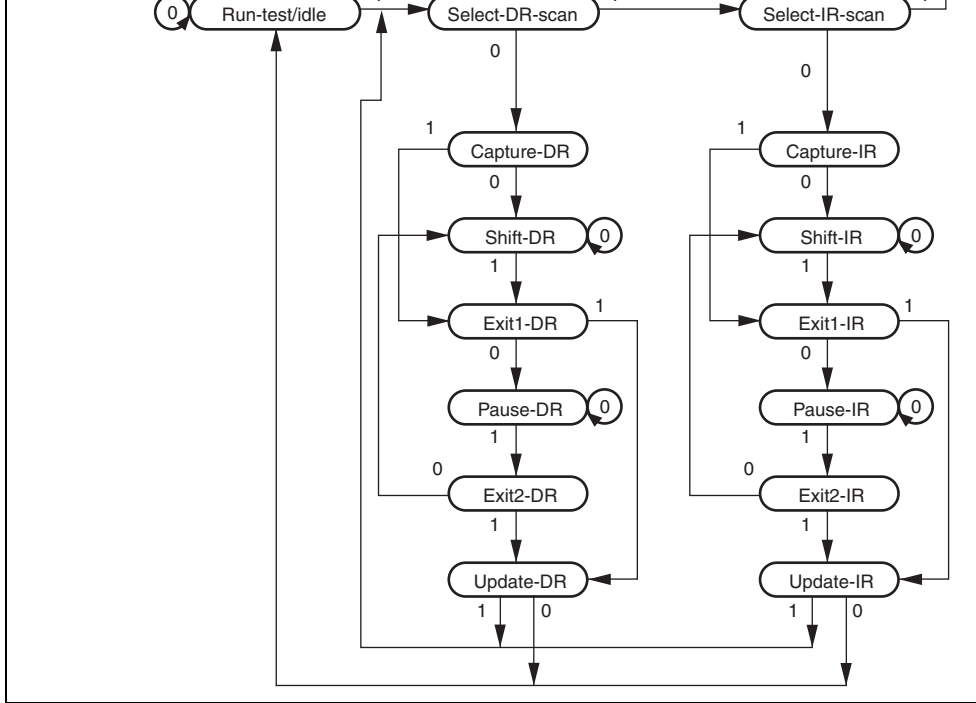 0 Run-test/idle Select-DR-scan Select-IR-scan
0 0
1 Capture-DR 1 Capture-IR
0 0
Shift-DR 0 Shift-IR 0
1 1
Exit1-DR 1 Exit1-IR 1
0 0
Pause-DR 0 Pause-IR 0
1 1
0 Exit2-DR 0 Exit2-IR
1 1
Update-DR Update-IR
1 0 1 0